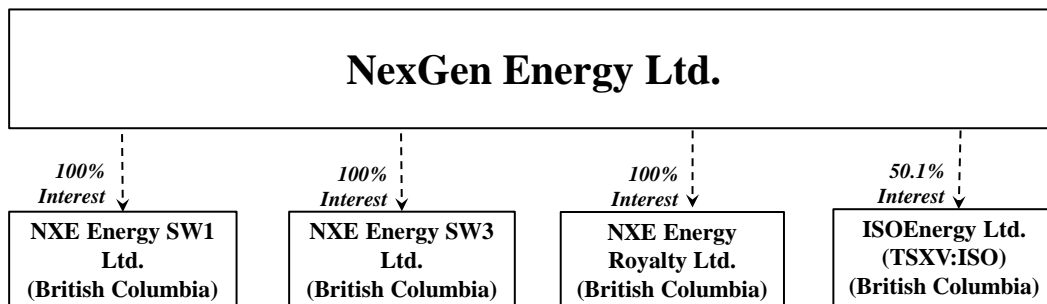 NexGen Energy Ltd.
100%
Interest
100%
Interest
100%
Interest
50.1%
Interest
NXE Energy SW1
Ltd.
(British Columbia)
NXE Energy SW3
Ltd.
(British Columbia)
NXE Energy
Royalty Ltd.
(British Columbia)
ISOEnergy Ltd.
(TSXV:ISO)
(British Columbia)